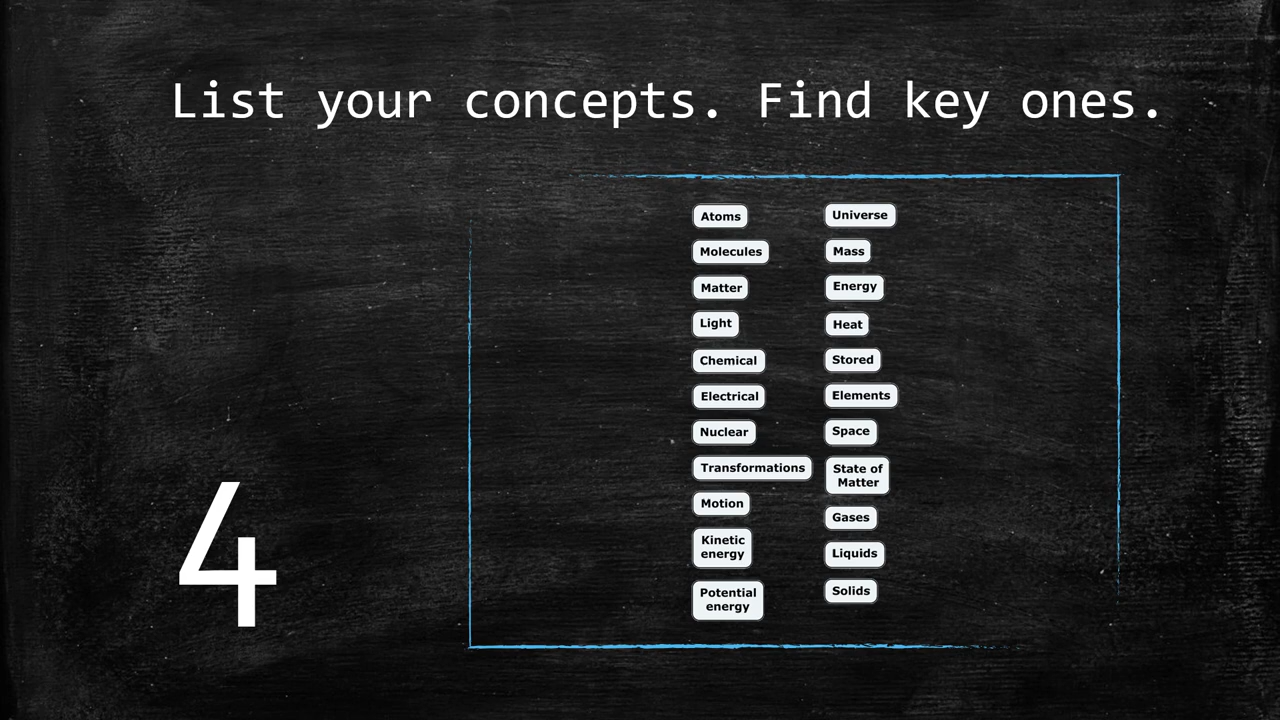 List your concepts. Find key ones.
4
Atoms
Molecules
Matter
Light
Chemical
Electrical
Nuclear
Transformations
Motion
Kinetic
energy
Potential
energy
Universe
Mass
Energy
Heat
Stored
Elements
Space
State of
Matter
Gases
Liquids
Solids